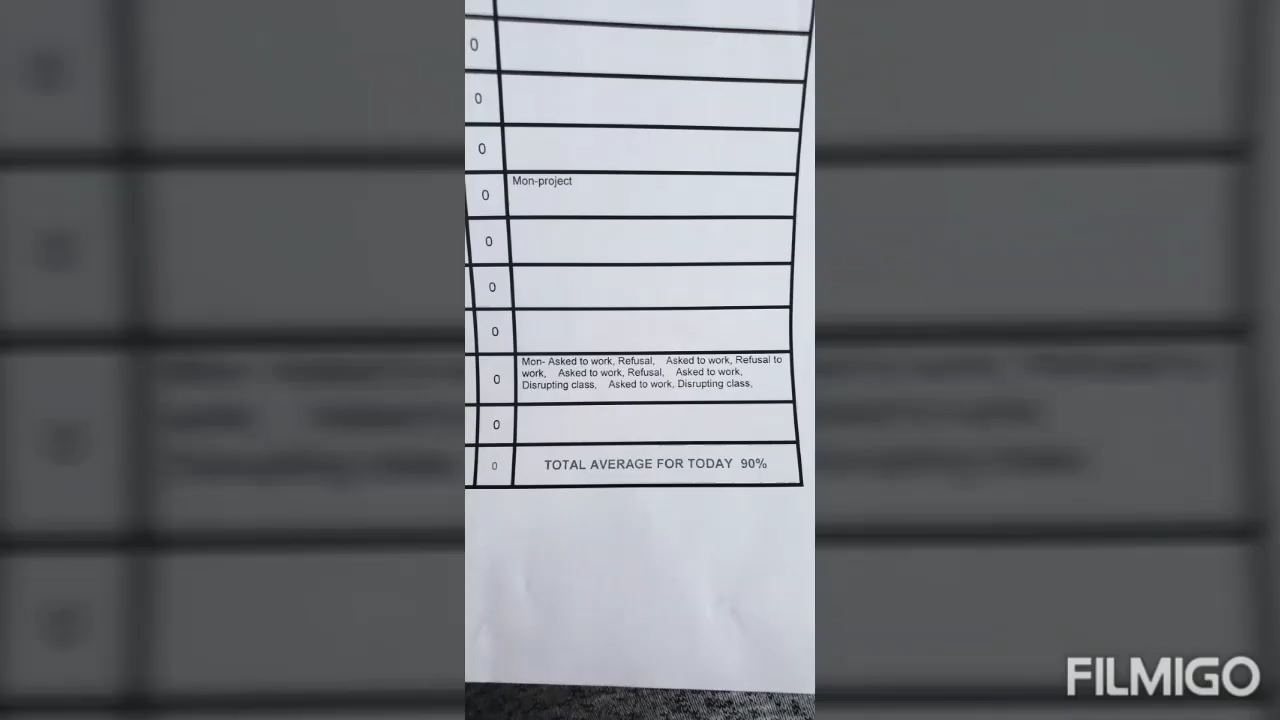 0
0
0
0 Mon-project
0
0
0
0 Mon- Asked to work, Refusal, Asked to work, Refusal to
work, Asked to work, Refusal, Asked to work,
Disrupting class, Asked to work, Disrupting class,
0
0 TOTAL AVERAGE FOR TODAY 90%
FILMIGO